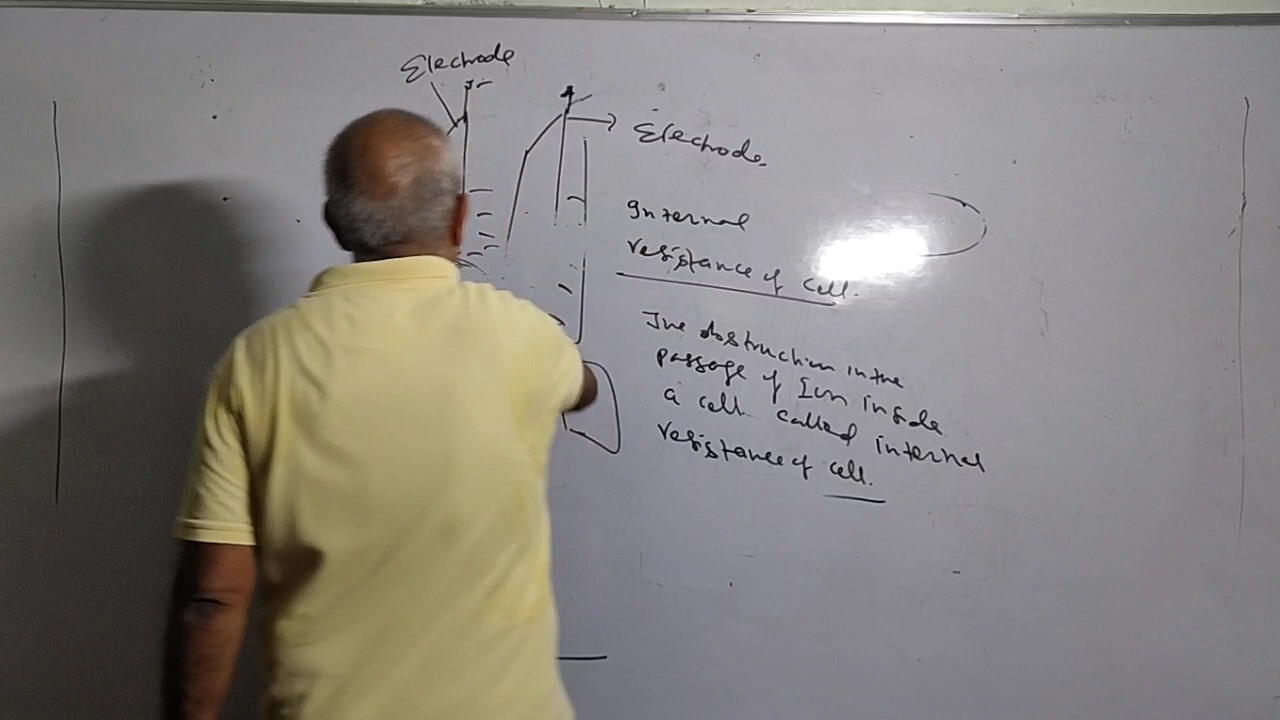 Electrode
Electrode
Internal
resistance of cell.
The obstruction in the
passage of Ion inside
a cell called internal
resistance of cell.